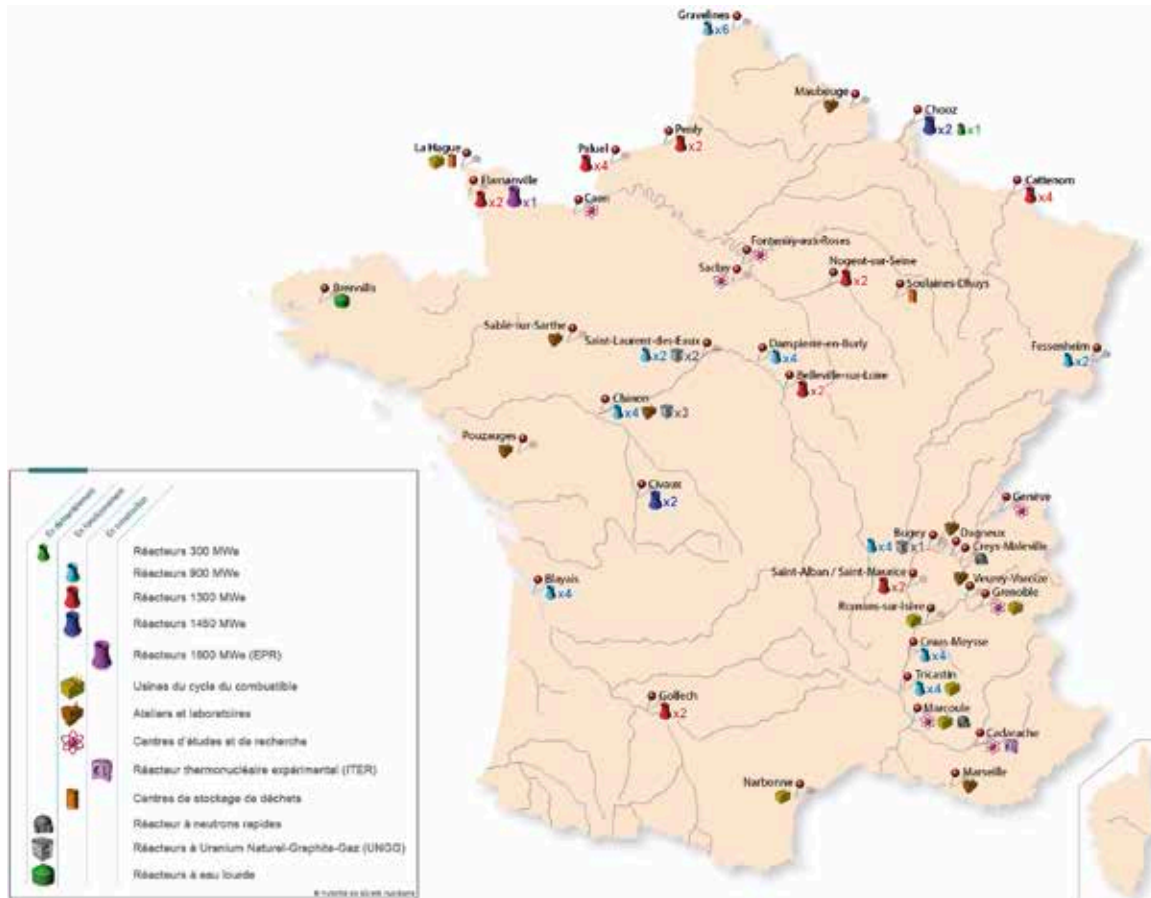 Gravelines
x6
Maubeuge
Chooz
x2 x1
Penly
x2
Paluel
x4
La Hague
Flamanville
x2 x1
Caen
Cattenom
x4
Fontenay-aux-Roses
Saclay
Nogent-sur-Seine
x2
Soulaines-Dhuys
Brennilis
Sablé-sur-Sarthe
Saint-Laurent-des-Eaux
x2 x2
Dampierre-en-Burly
x4
Fessenheim
x2
Belleville-sur-Loire
x2
Chinon
x4 x3
Pouzauges
Civaux
x2
Genève
Bugey
x4 x1
Dagneux
Creys-Malville
Saint-Alban / Saint-Maurice
x2
Veurey-Voroize
Grenoble
Romans-sur-Isère
Blayais
x4
Cruas-Meysse
x4
Tricastin
x4
Golfech
x2
Marcoule
Cadarache
Marseille
Narbonne
En démantèlement
En fonctionnement
En construction
Réacteurs 300 MWe
Réacteurs 900 MWe
Réacteurs 1300 MWe
Réacteurs 1450 MWe
Réacteurs 1600 MWe (EPR)
Usines du cycle du combustible
Ateliers et laboratoires
Centres d'études et de recherche
Réacteur thermonucléaire expérimental (ITER)
Centres de stockage de déchets
Réacteur à neutrons rapides
Réacteurs à Uranium Naturel-Graphite-Gaz (UNGG)
Réacteurs à eau lourde